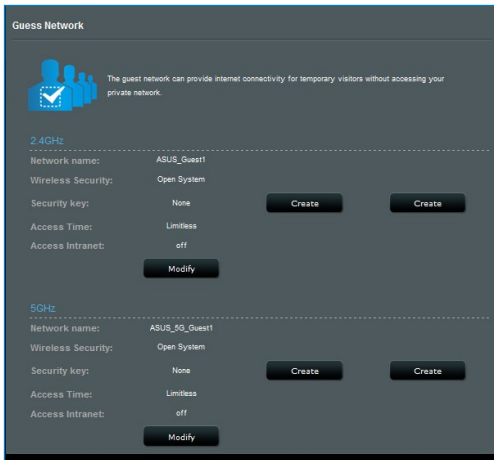 Guess Network
The guest network can provide internet connectivity for temporary visitors without accessing your
private network.
2.4GHz
Network name: ASUS_Guest1
Wireless Security: Open System
Security key: None Create Create
Access Time: Limitless
Access Intranet: off
Modify
5GHz
Network name: ASUS_5G_Guest1
Wireless Security: Open System
Security key: None Create Create
Access Time: Limitless
Access Intranet: off
Modify